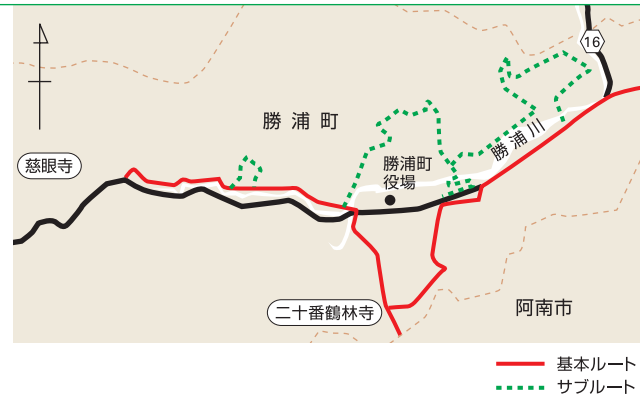 16
勝浦町
慈眼寺
勝浦町
役場
勝浦川
二十番鶴林寺
阿南市
基本ルート
サブルート